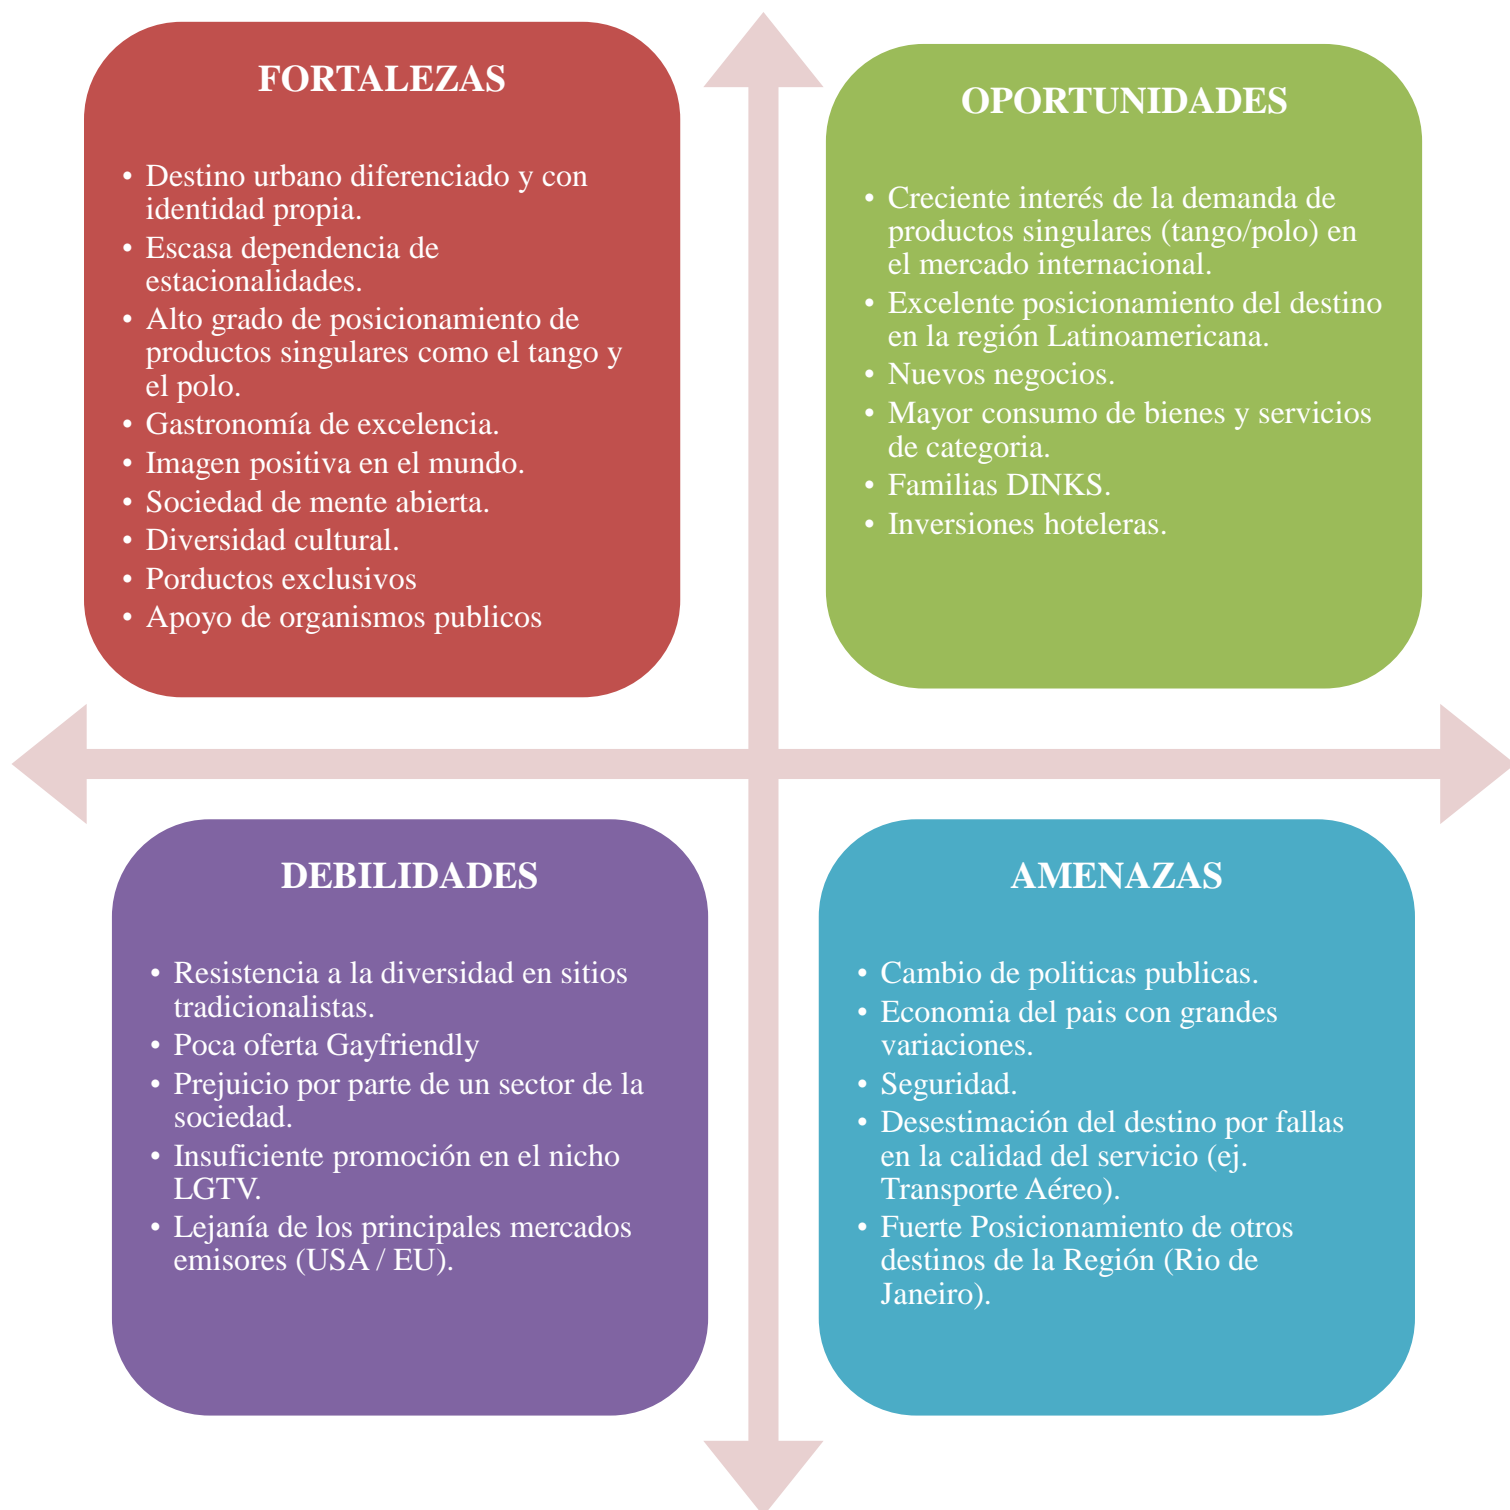 FORTALEZAS
• Destino urbano diferenciado y con
identidad propia.
• Escasa dependencia de
estacionalidades.
• Alto grado de posicionamiento de
productos singulares como el tango y
el polo.
• Gastronomía de excelencia.
• Imagen positiva en el mundo.
• Sociedad de mente abierta.
• Diversidad cultural.
• Porductos exclusivos
• Apoyo de organismos publicos
OPORTUNIDADES
• Creciente interés de la demanda de
productos singulares (tango/polo) en
el mercado internacional.
• Excelente posicionamiento del destino
en la región Latinoamericana.
• Nuevos negocios.
• Mayor consumo de bienes y servicios
de categoria.
• Familias DINKS.
• Inversiones hoteleras.
DEBILIDADES
• Resistencia a la diversidad en sitios
tradicionalistas.
• Poca oferta Gayfriendly
• Prejuicio por parte de un sector de la
sociedad.
• Insuficiente promoción en el nicho
LGTV.
• Lejanía de los principales mercados
emisores (USA / EU).
AMENAZAS
• Cambio de politicas publicas.
• Economia del pais con grandes
variaciones.
• Seguridad.
• Desestimación del destino por fallas
en la calidad del servicio (ej.
Transporte Aéreo).
• Fuerte Posicionamiento de otros
destinos de la Región (Rio de
Janeiro).